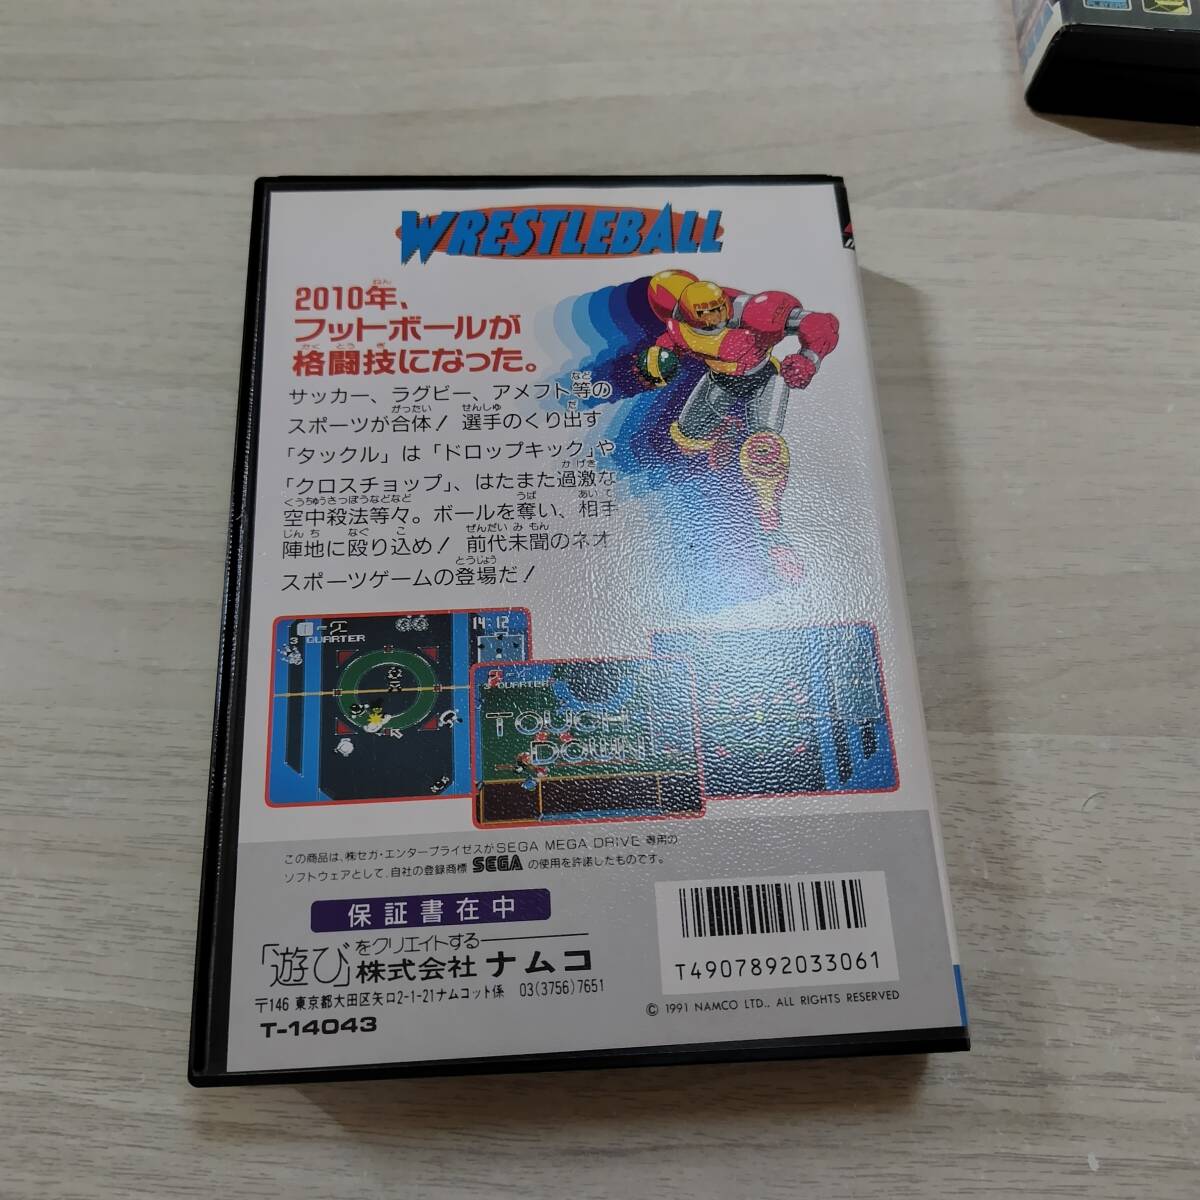 WRESTLEBALL
2010年、
フットボールが
格闘技になった。
サッカー、ラグビー、アメフト等の
スポーツが合体! 選手のくり出す
「タックル」は「ドロップキック」や
「クロスチョップ」、はたまた過激な
空中殺法等々。ボールを奪い、相手
陣地に殴り込め! 前代未聞のネオ
スポーツゲームの登場だ!
3 QUARTER
14:12
3 QUARTER
TOUCH
DOWN
この商品は、㈱セガ・エンタープライゼスがSEGA MEGA DRIVE 専用の
ソフトウェアとして、自社の登録商標 SEGA の使用を許諾したものです。
保証書在中
「遊び」をクリエイトする
株式会社 ナムコ
〒146 東京都大田区矢口2-1-21ナムコット係 03(3756)7651
T-14043
T4907892033061
© 1991 NAMCO LTD., ALL RIGHTS RESERVED